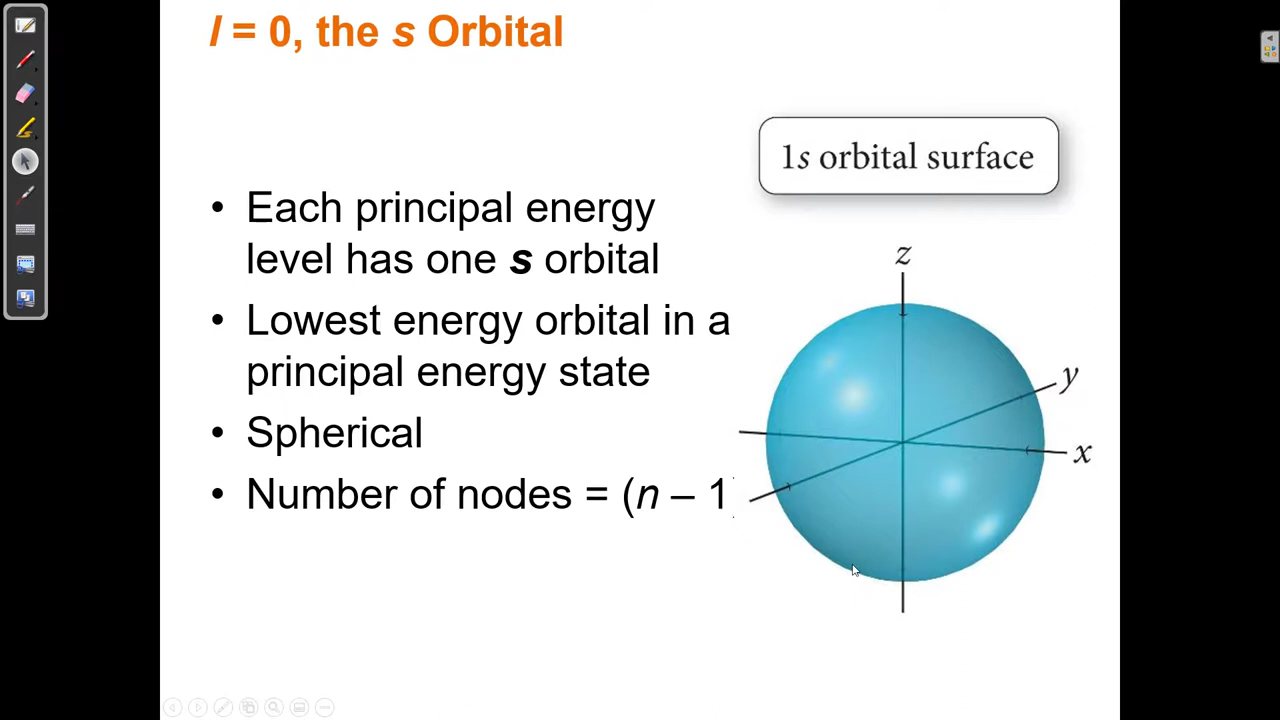 l = 0, the s Orbital
1s orbital surface
• Each principal energy
level has one s orbital
• Lowest energy orbital in a
principal energy state
• Spherical
• Number of nodes = (n – 1
z
y
x